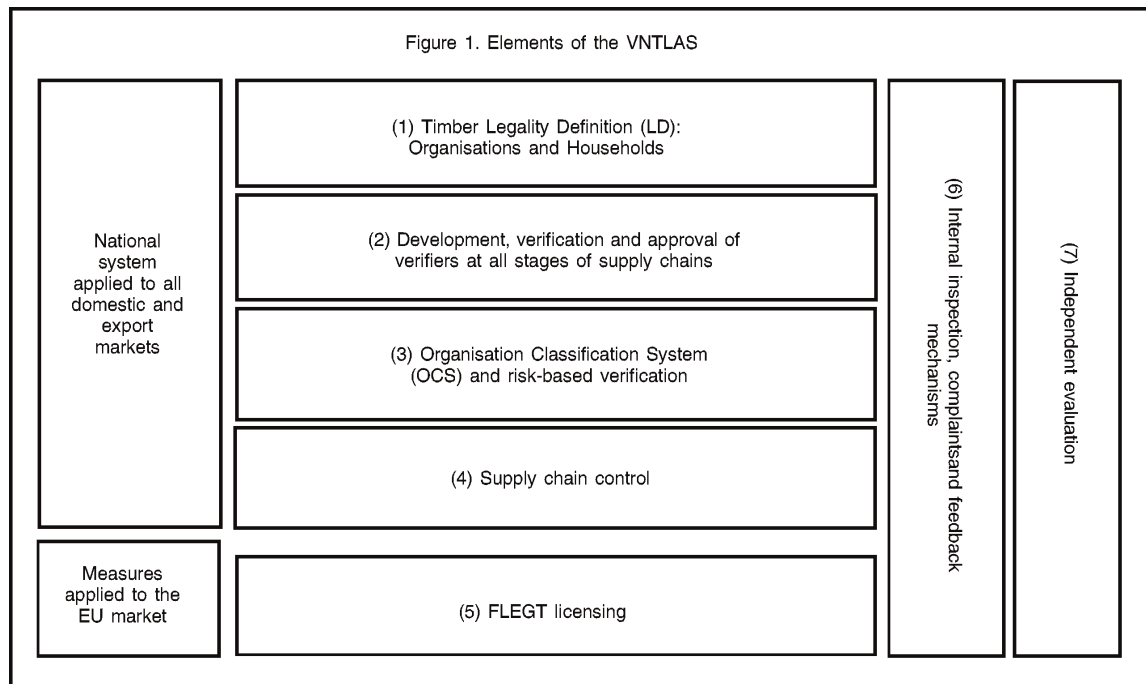 Figure 1. Elements of the VNTLAS
National
system
applied to all
domestic and
export
markets
(1) Timber Legality Definition (LD):
Organisations and Households
(2) Development, verification and approval of
verifiers at all stages of supply chains
(3) Organisation Classification System
(OCS) and risk-based verification
(4) Supply chain control
Measures
applied to the
EU market
(5) FLEGT licensing
(6) Internal inspection, complaintsand feedback
mechanisms
(7) Independent evaluation